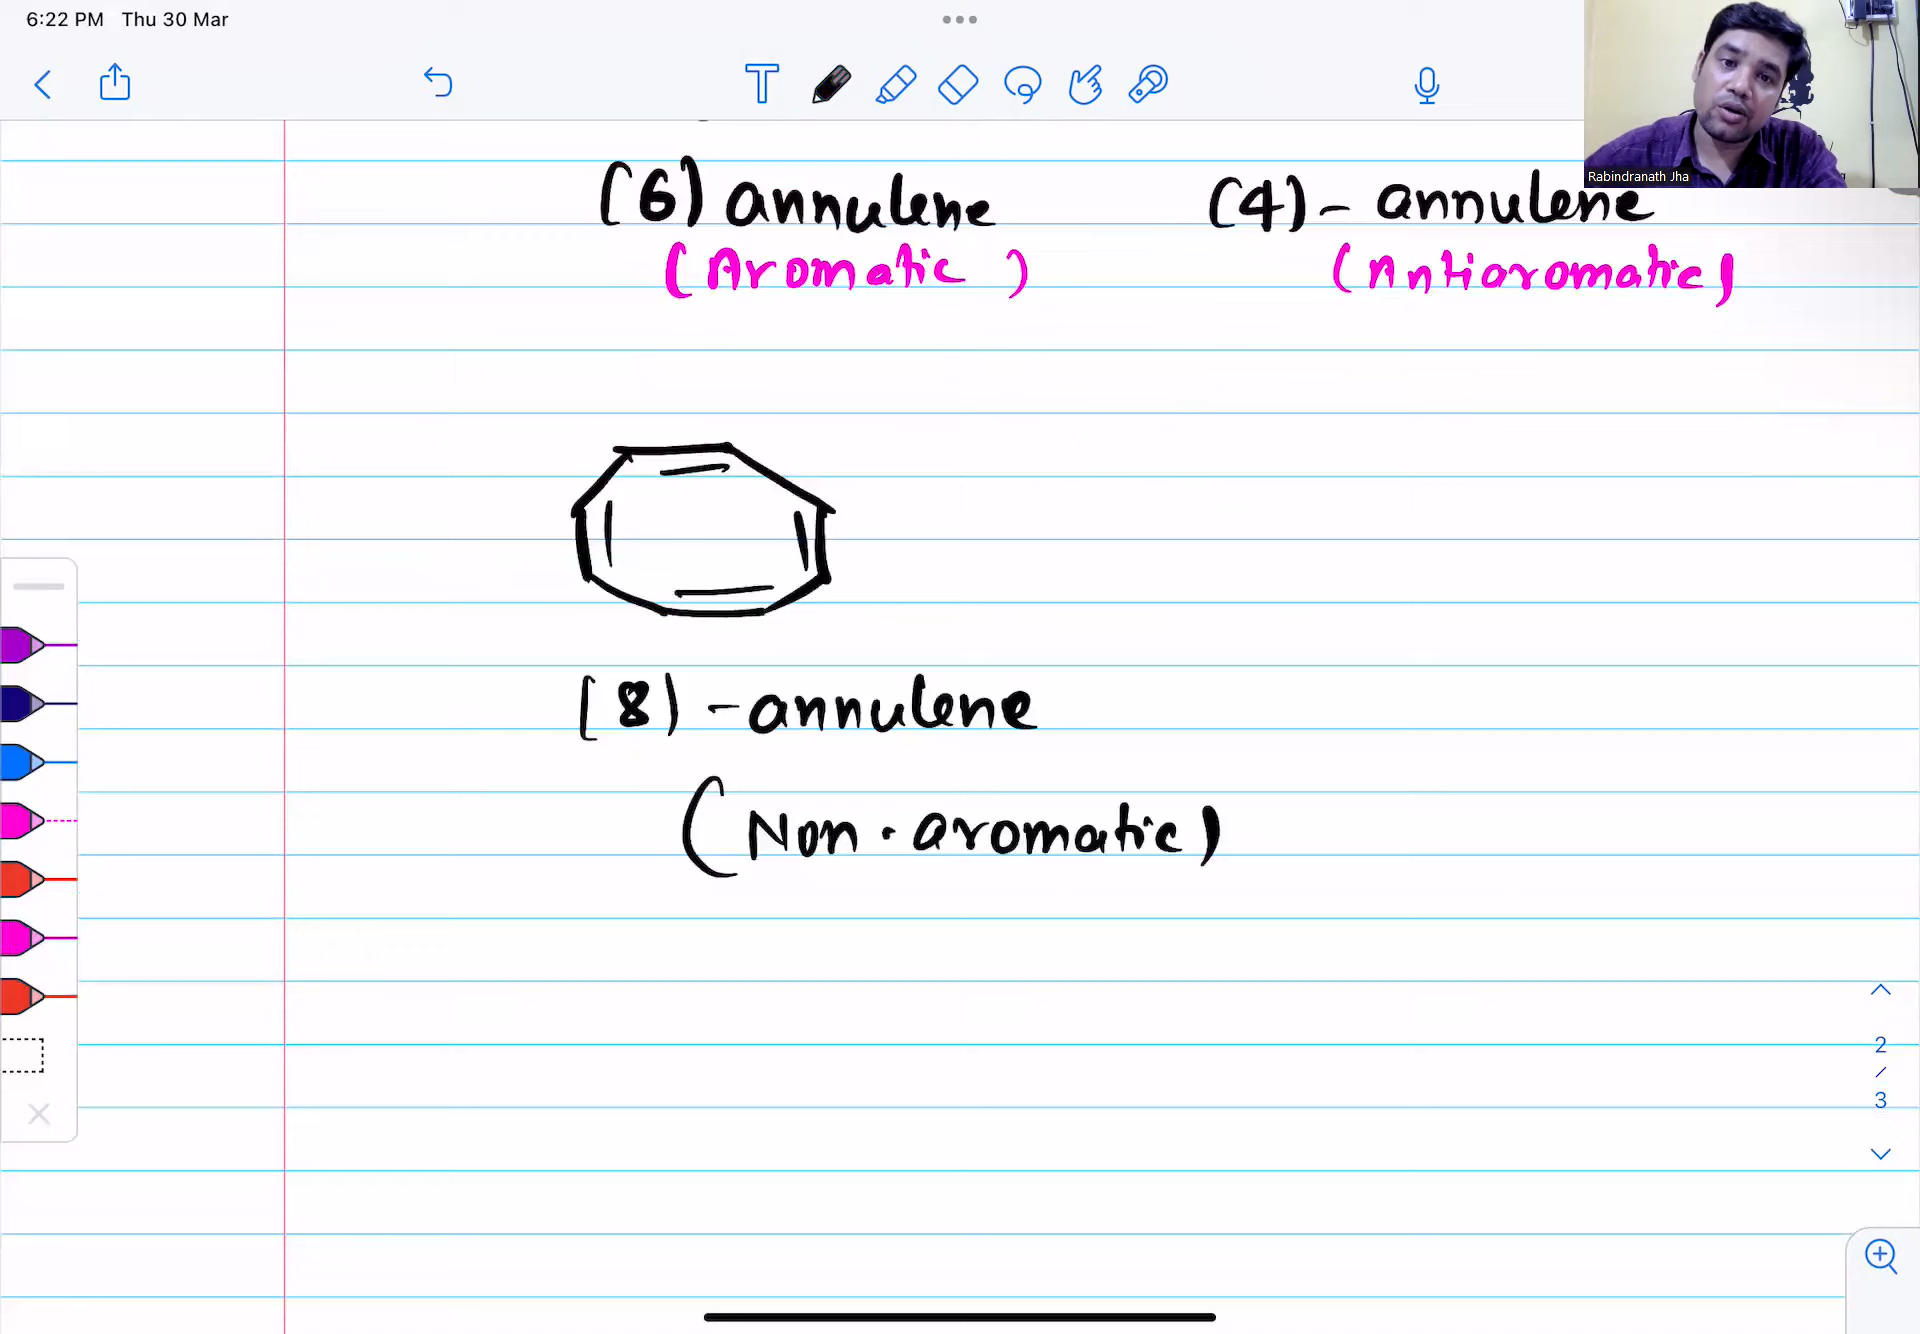 6:22 PM Thu 30 Mar
Rabindranath Jha
(6) annulene (4)- annulene
(Aromatic) (Antiaromatic)
[8)-annulene
(Non-aromatic)
2
/
3